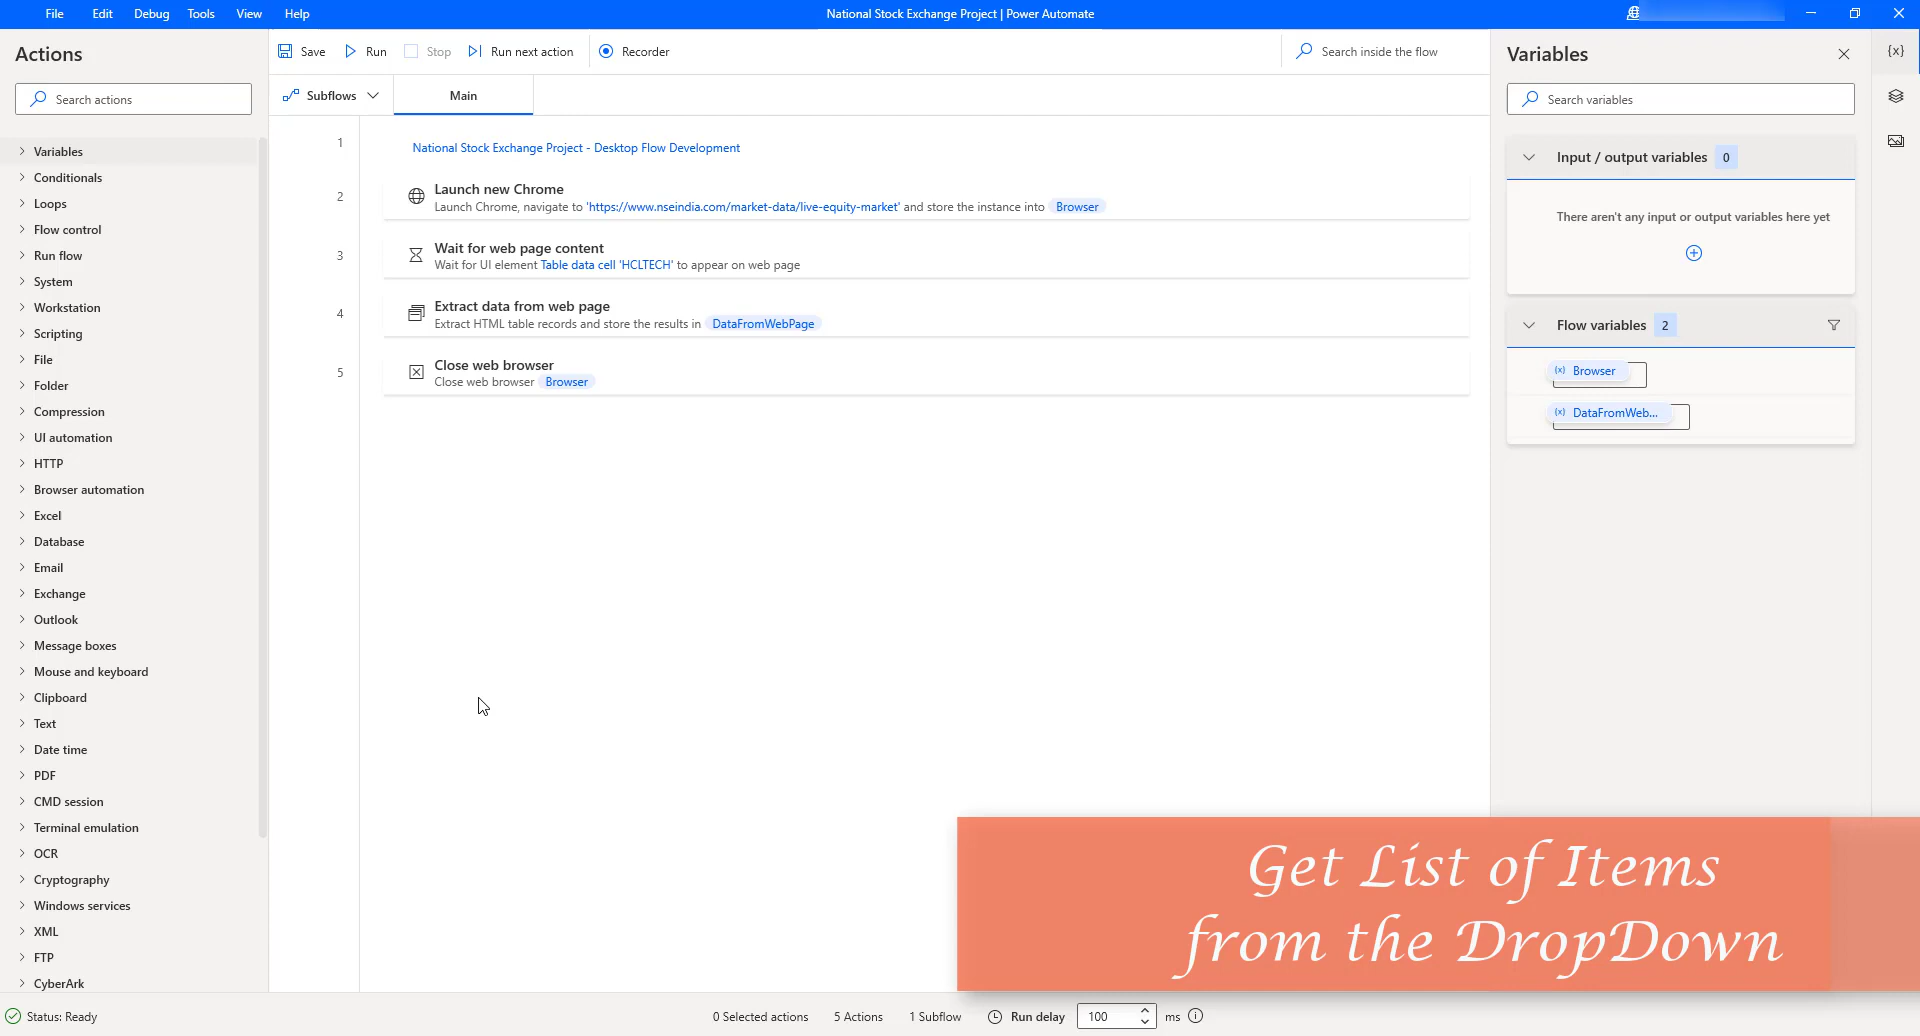 File Edit Debug Tools View Help
National Stock Exchange Project | Power Automate
Actions
Search actions
Variables
Conditionals
Loops
Flow control
Run flow
System
Workstation
Scripting
File
Folder
Compression
UI automation
HTTP
Browser automation
Excel
Database
Email
Exchange
Outlook
Message boxes
Mouse and keyboard
Clipboard
Text
Date time
PDF
CMD session
Terminal emulation
OCR
Cryptography
Windows services
XML
FTP
CyberArk
Save Run Stop Run next action Recorder
Search inside the flow
Subflows Main
1 National Stock Exchange Project - Desktop Flow Development
2 Launch new Chrome
Launch Chrome, navigate to 'https://www.nseindia.com/market-data/live-equity-market' and store the instance into Browser
3 Wait for web page content
Wait for UI element Table data cell 'HCLTECH' to appear on web page
4 Extract data from web page
Extract HTML table records and store the results in DataFromWebPage
5 Close web browser
Close web browser Browser
Variables
{x}
Search variables
Input / output variables 0
There aren't any input or output variables here yet
Flow variables 2
(x) Browser
(x) DataFromWeb...
Get List of Items
from the DropDown
Status: Ready
0 Selected actions 5 Actions 1 Subflow Run delay 100 ms